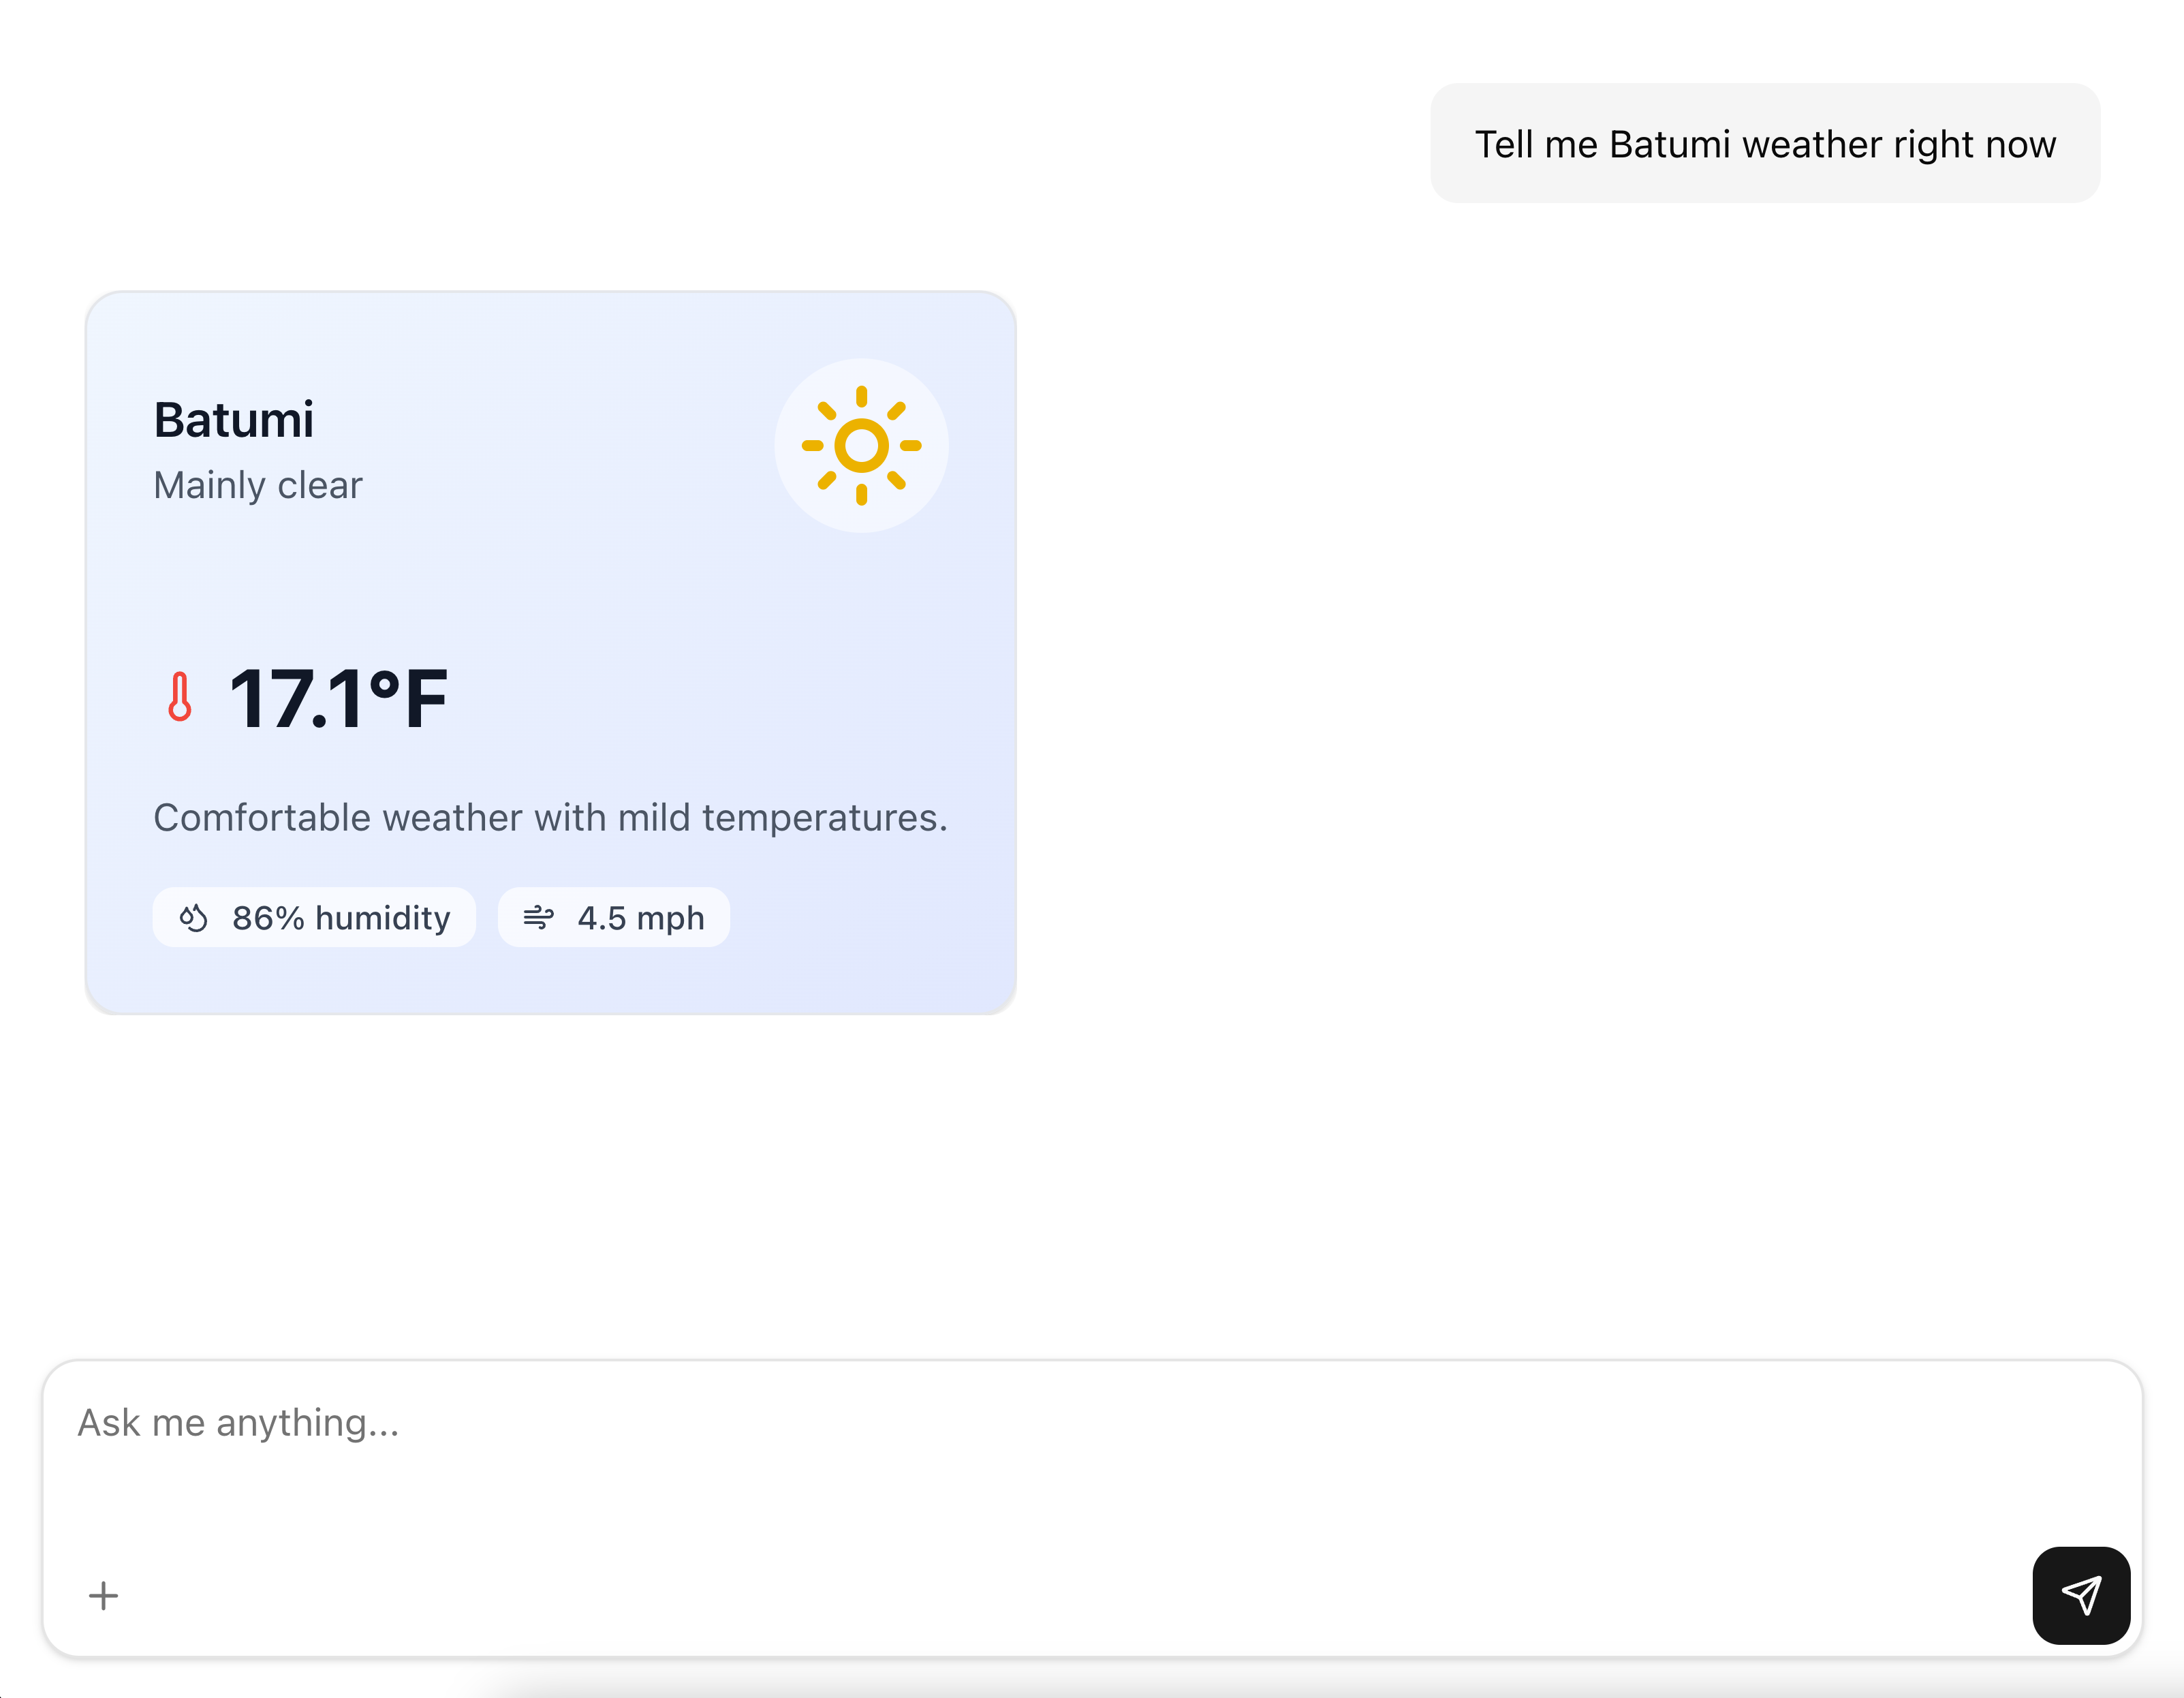 Tell me Batumi weather right now
Batumi
Mainly clear
17.1°F
Comfortable weather with mild temperatures.
86% humidity
4.5 mph
Ask me anything...